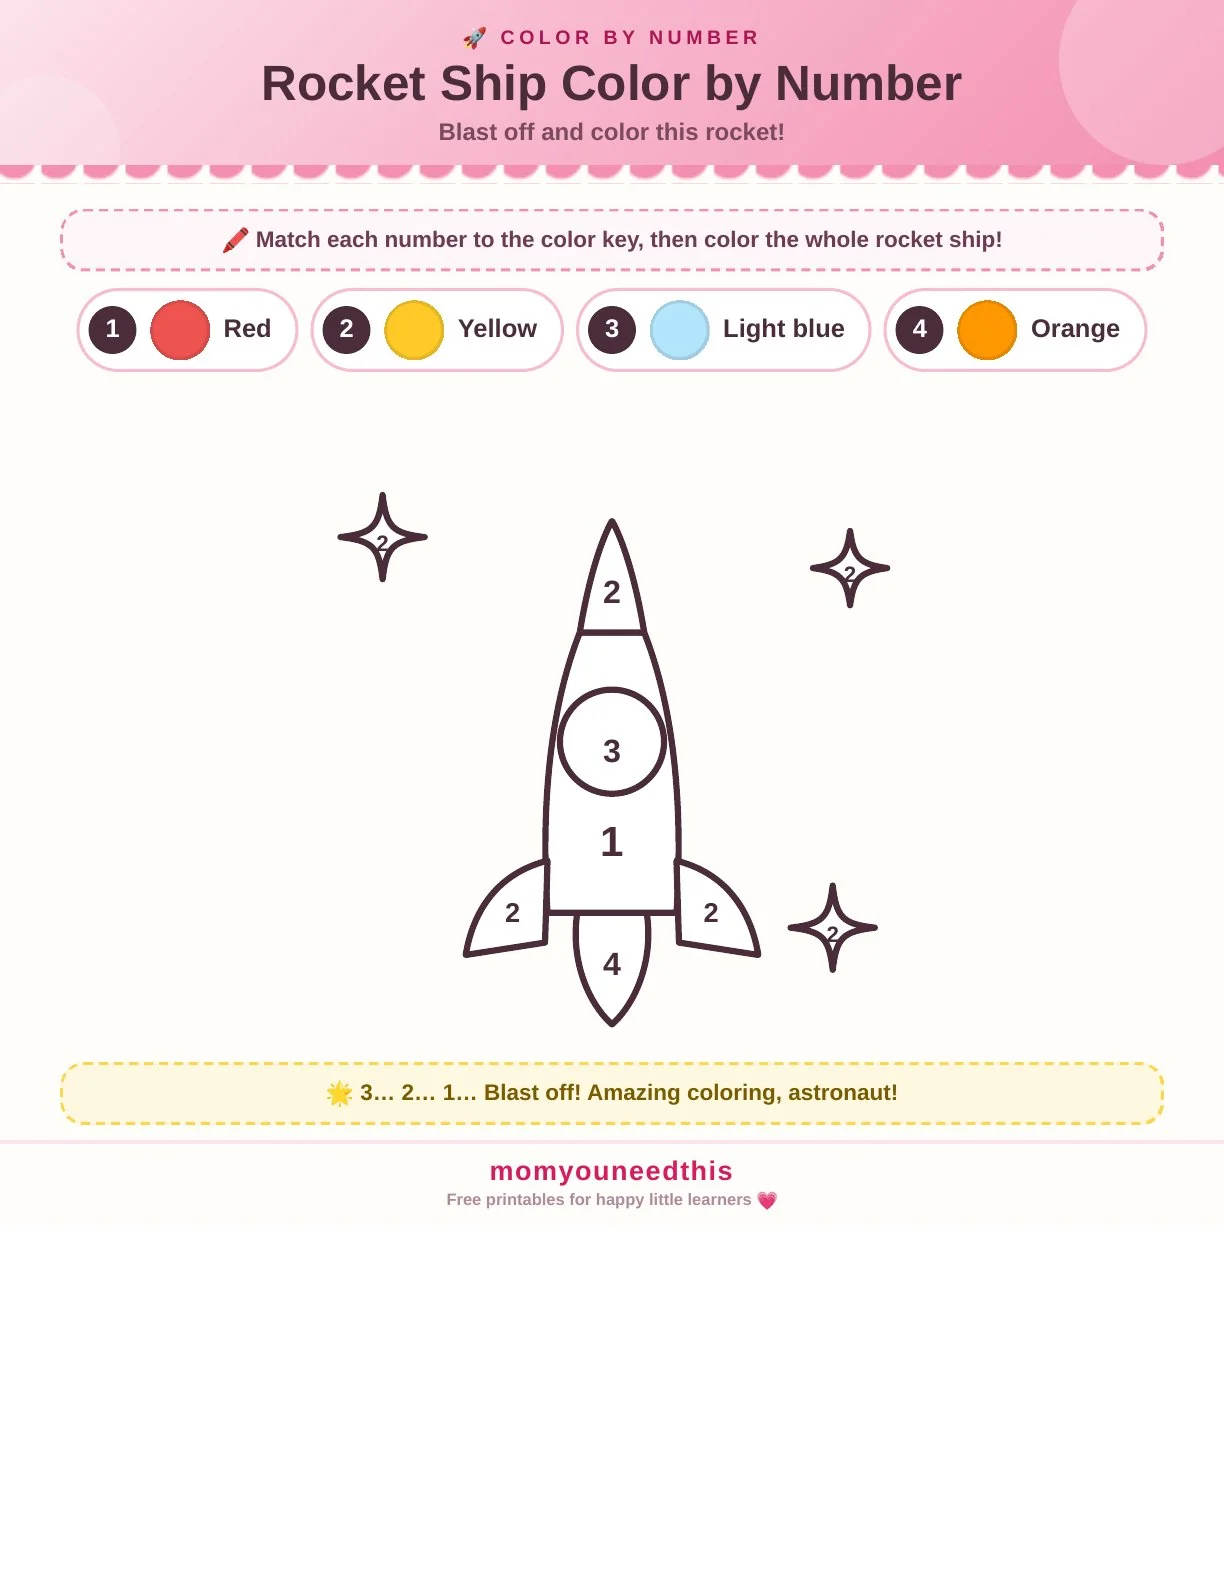 🚀 COLOR BY NUMBER
Rocket Ship Color by Number
Blast off and color this rocket!
🖍️ Match each number to the color key, then color the whole rocket ship!
1 Red 2 Yellow 3 Light blue 4 Orange
2
2
2
3
1
2 2
2
4
🌟 3... 2... 1... Blast off! Amazing coloring, astronaut!
momyouneedthis
Free printables for happy little learners 💗